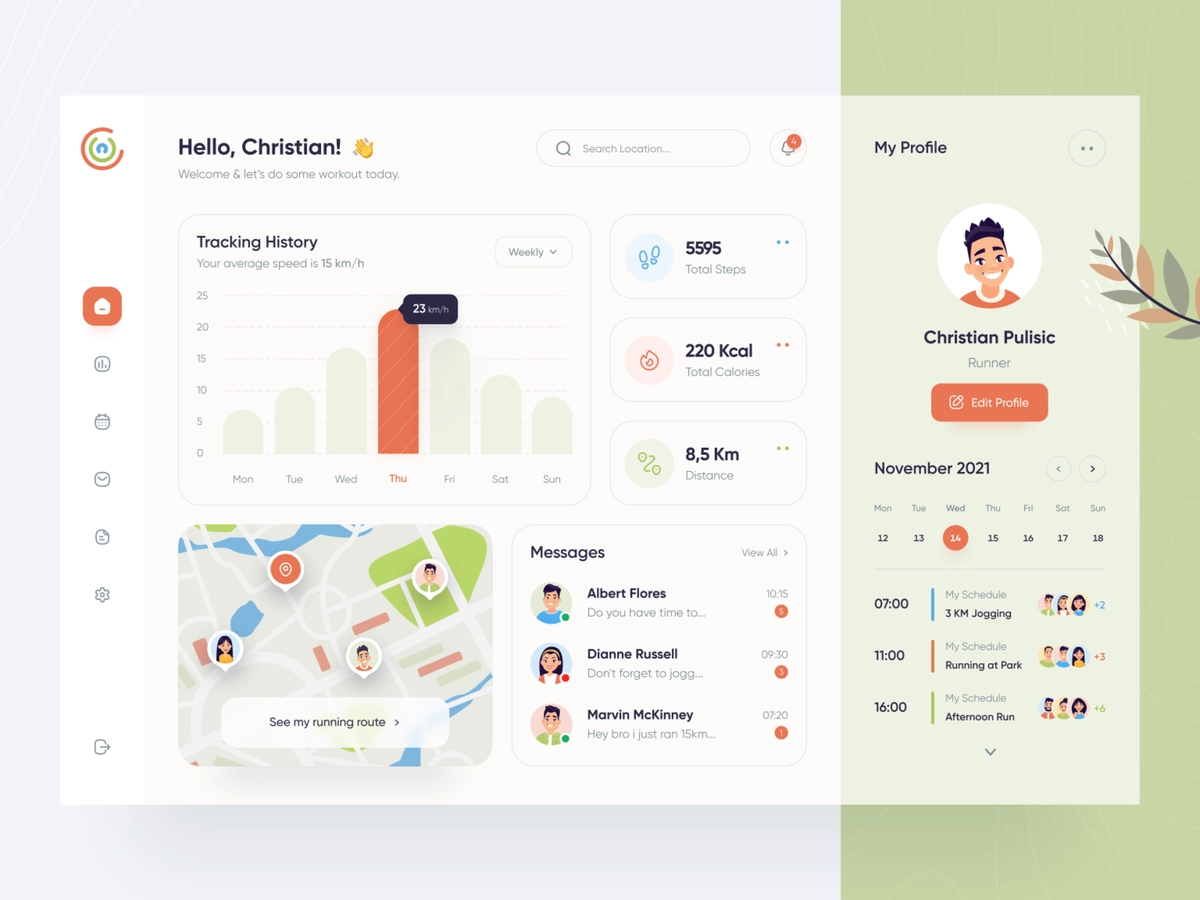 Hello, Christian! 👋
Welcome & let's do some workout today.
Search Location...
4
Tracking History
Your average speed is 15 km/h
Weekly
25
20
15
10
5
0
23 km/h
Mon Tue Wed Thu Fri Sat Sun
5595
Total Steps
220 Kcal
Total Calories
8,5 Km
Distance
See my running route
Messages
View All
Albert Flores 10:15
Do you have time to... 5
Dianne Russell 09:30
Don't forget to jogg... 3
Marvin McKinney 07:20
Hey bro i just ran 15km... 1
My Profile
Christian Pulisic
Runner
Edit Profile
November 2021
Mon Tue Wed Thu Fri Sat Sun
12 13 14 15 16 17 18
07:00
My Schedule
3 KM Jogging
+2
11:00
My Schedule
Running at Park
+3
16:00
My Schedule
Afternoon Run
+6